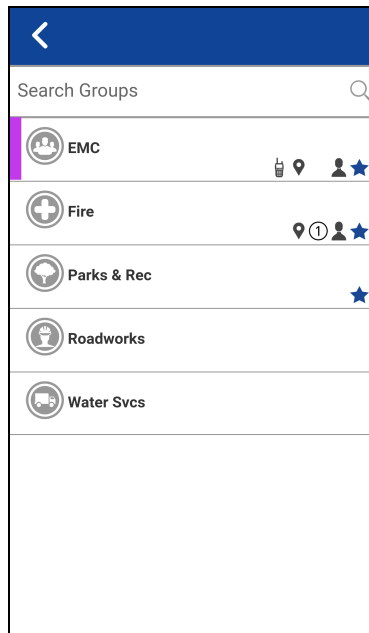 Search Groups
EMC
Fire
1
Parks & Rec
Roadworks
Water Svcs